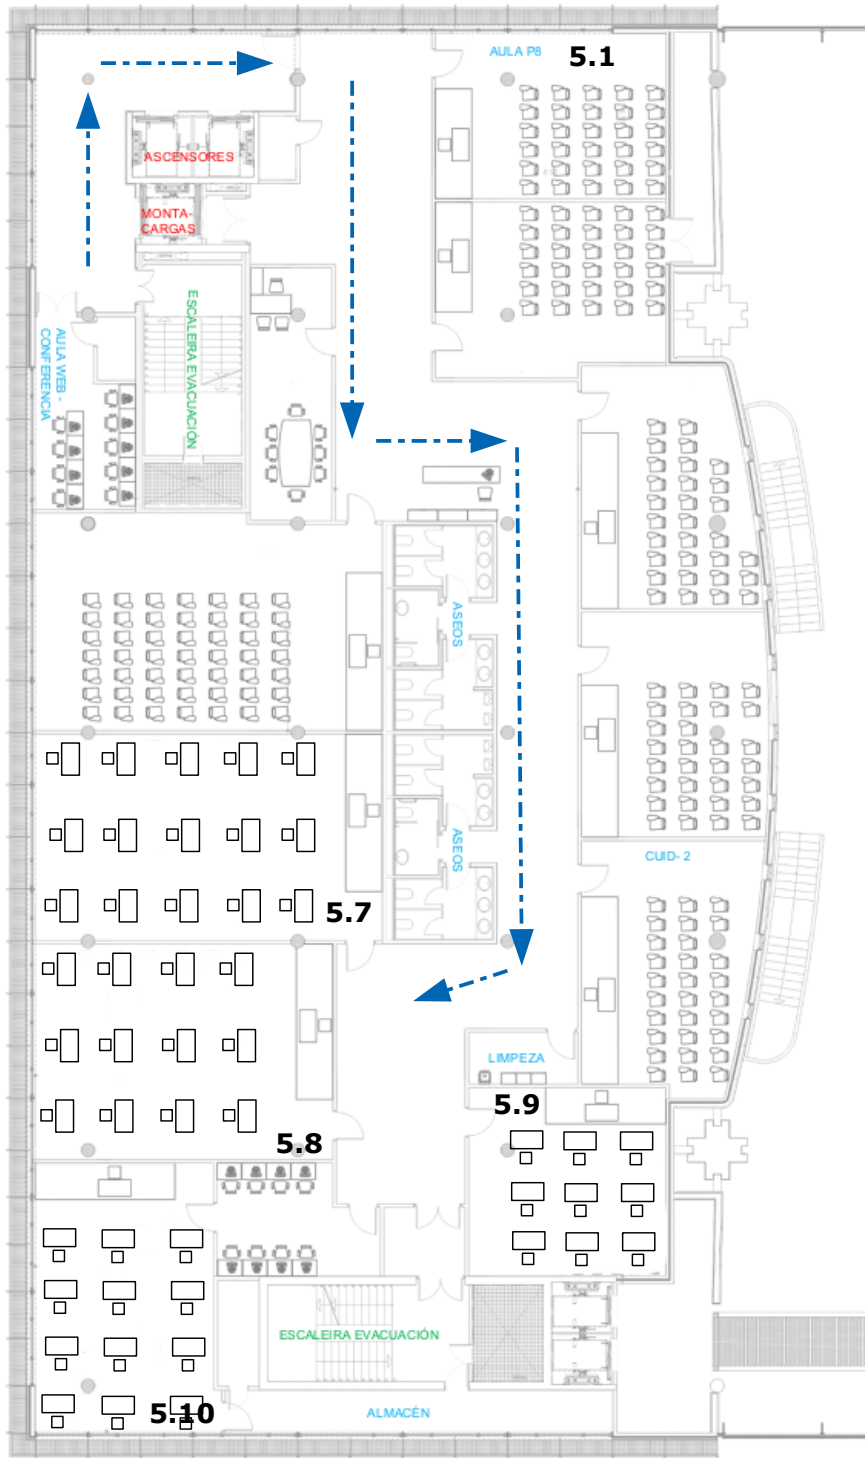 AULA P8
5.1
ASCENSORES
MONTA-
CARGAS
ESCALEIRA EVACUACIÓN
AULA WEB -
CONFERENCIA
ASEOS
ASEOS
CUID- 2
5.7
LIMPEZA
5.9
5.8
ESCALEIRA EVACUACIÓN
5.10
ALMACÉN